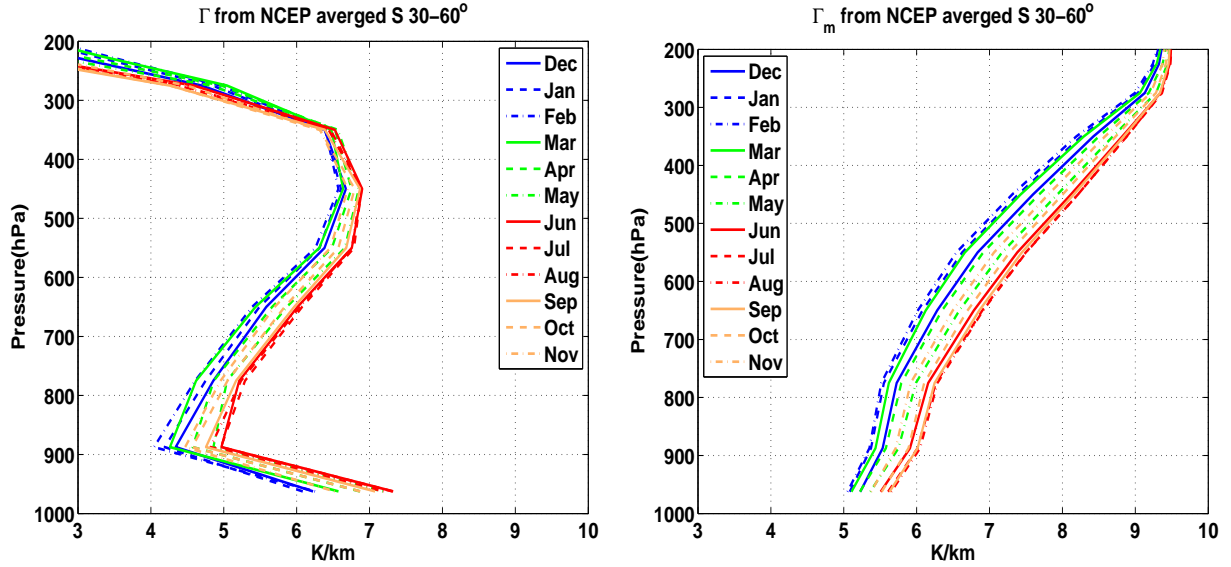 Γ from NCEP averged S 30−60°
200
300
400
500
600
700
800
900
1000
Pressure(hPa)
3 4 5 6 7 8 9 10
K/km
Dec
Jan
Feb
Mar
Apr
May
Jun
Jul
Aug
Sep
Oct
Nov
Γm from NCEP averged S 30−60°
200
300
400
500
600
700
800
900
1000
Pressure(hPa)
3 4 5 6 7 8 9 10
K/km
Dec
Jan
Feb
Mar
Apr
May
Jun
Jul
Aug
Sep
Oct
Nov